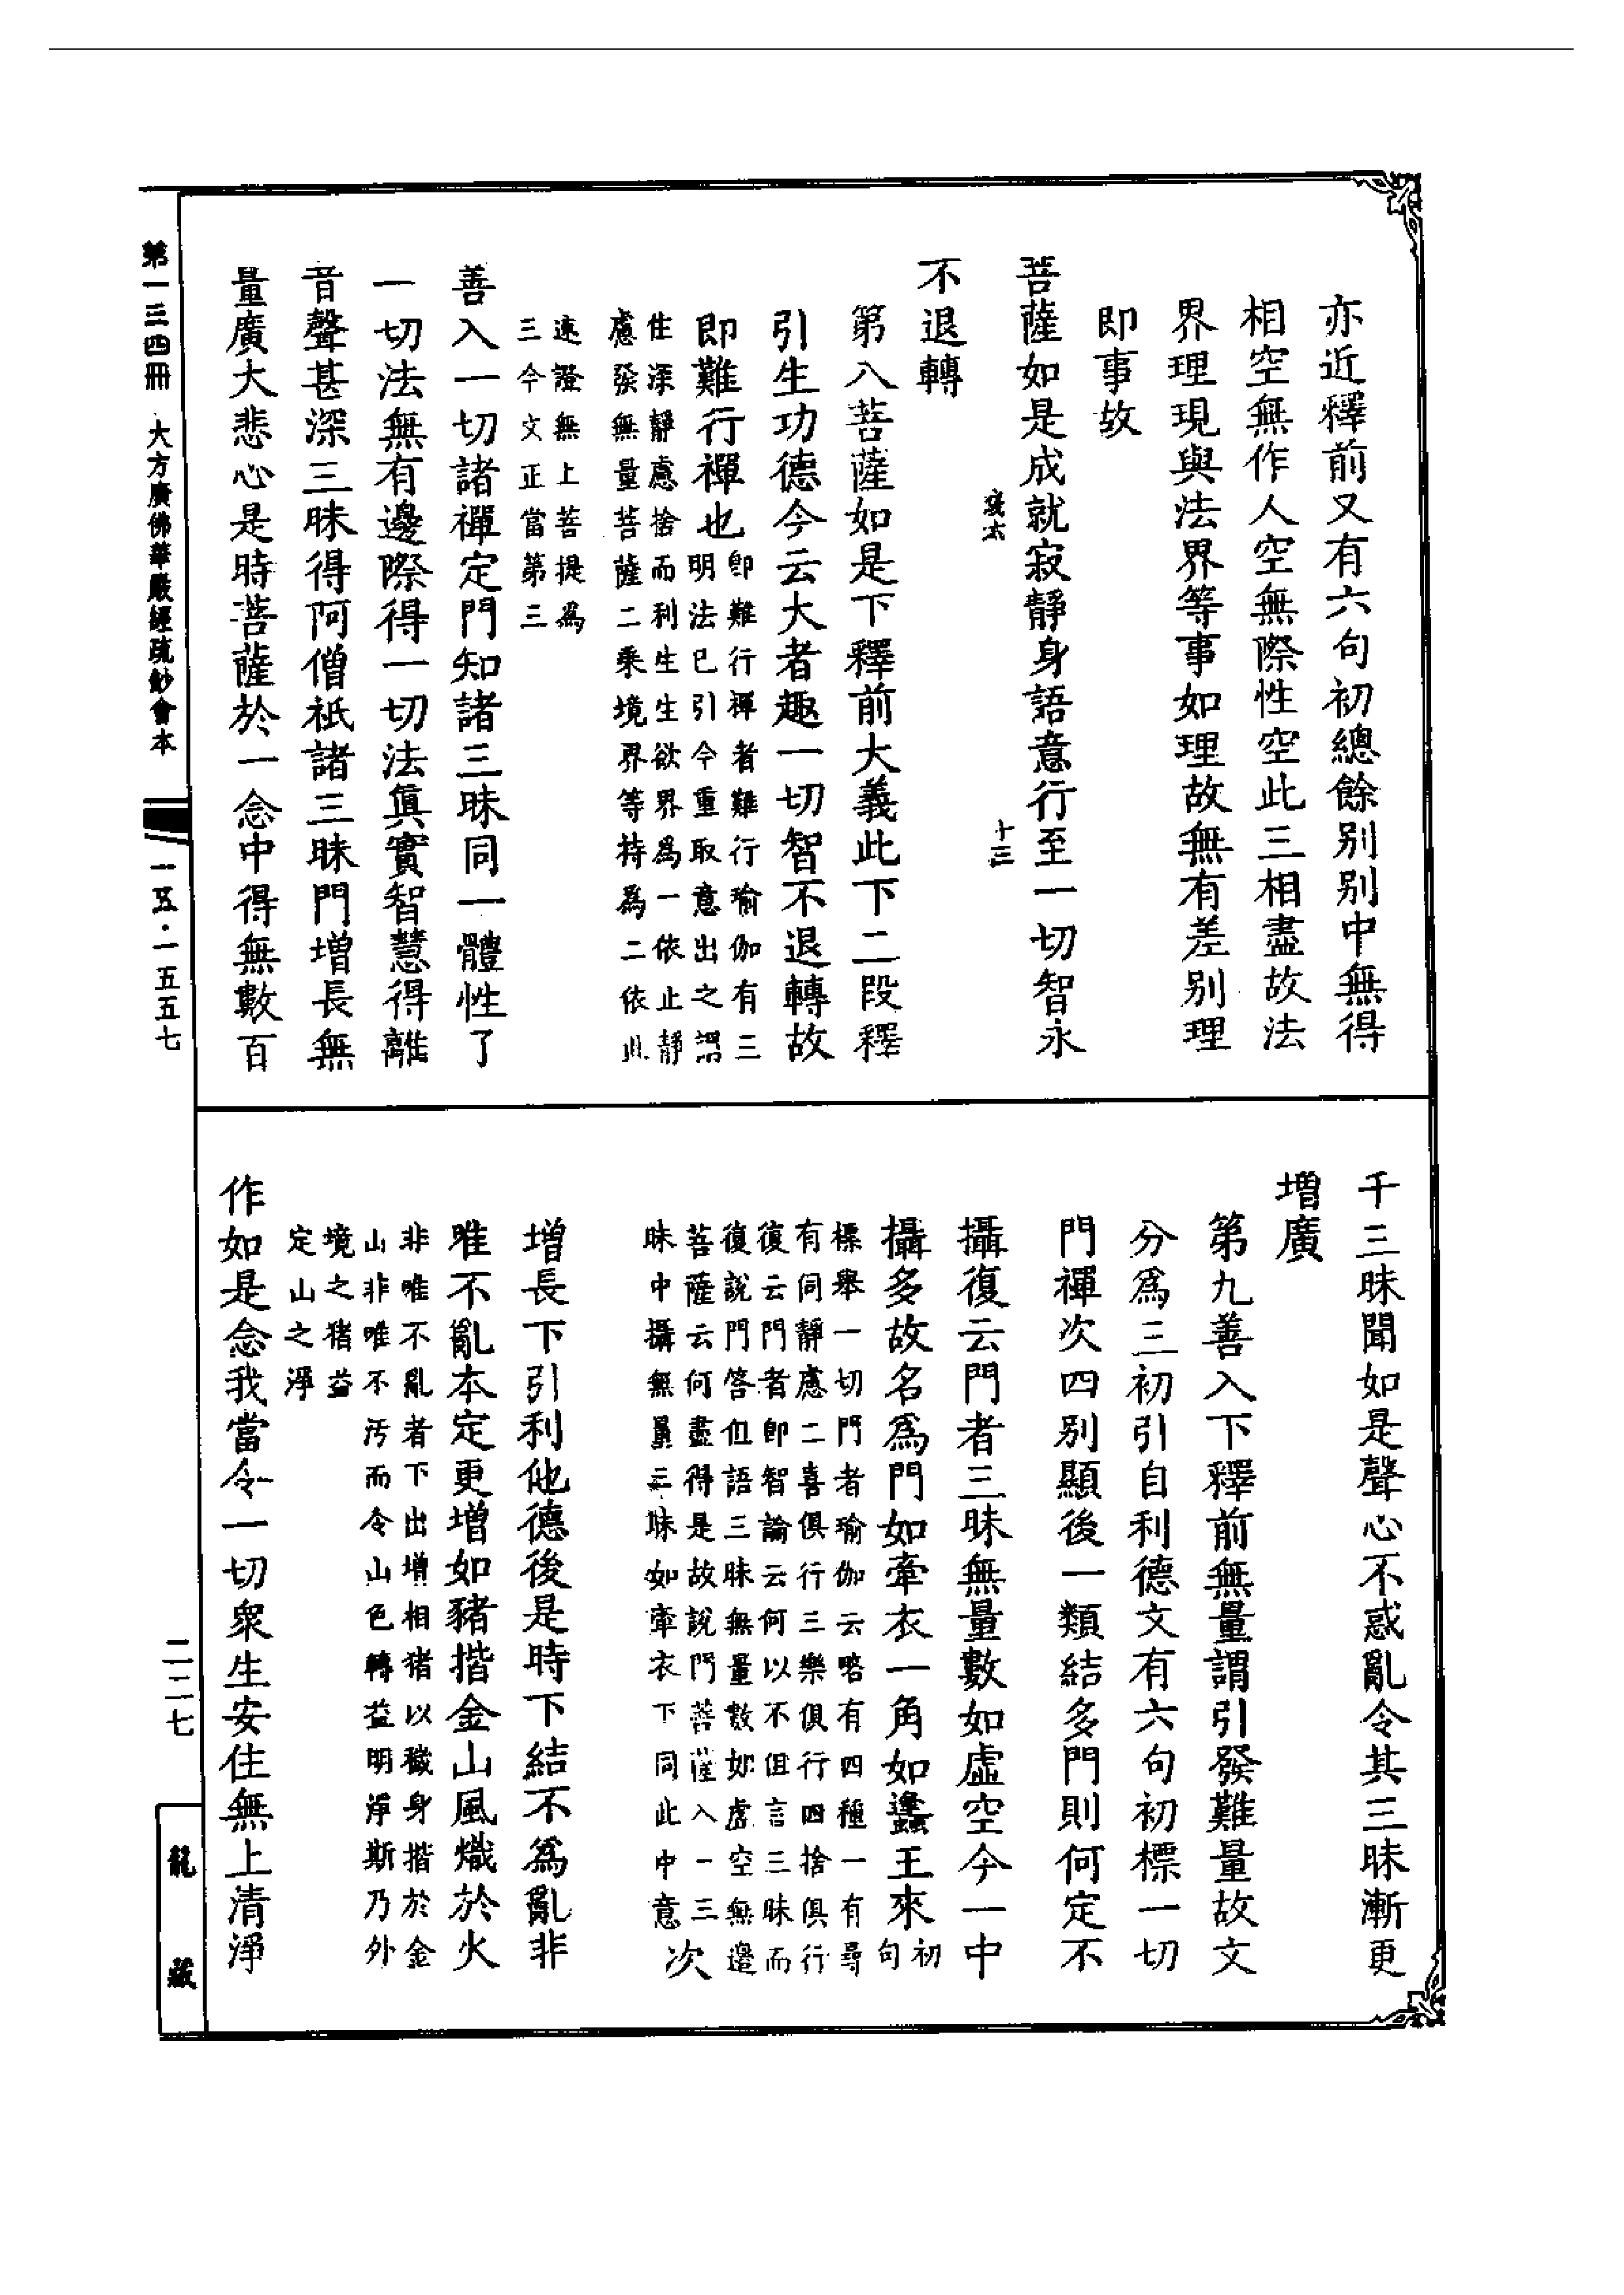 亦近釋前又有六句初總餘别别中無得
相空無作人空無際性空此三相盡故法
界理現與法界等事如理故無有差别理
即事故
菩薩如是成就寂靜身語意行至一切智永
十三
不退轉
第八菩薩如是下釋前大義此下二段釋
引生功德今云大者趣一切智不退轉故
即難行禪也
即難行禪者難行瑜伽有三
明法已引今重取意出之謂
住深靜慮捨而利生生欲界爲一依止靜
慮發無量菩薩二乘境界等持爲二依此
速證無上菩提爲
三今文正當第三
善入一切諸禪定門知諸三昧同一體性了
一切法無有邊際得一切法眞實智慧得離
音聲甚深三昧得阿僧祇諸三昧門增長無
量廣大悲心是時菩薩於一念中得無數百
第一三四冊 大方廣佛華嚴經疏鈔會本
一五·一五五七
千三昧聞如是聲心不惑亂令其三昧漸更
增廣
第九善入下釋前無量謂引發難量故文
分爲三初引自利德文有六句初標一切
門禪次四别顯後一類結多門則何定不
攝復云門者三昧無量數如虛空今一中
攝多故名爲門如牽衣一角如蠭王來
初
句
標舉一切門者瑜伽云略有四種一有尋
有伺靜慮二喜俱行三樂俱行四捨俱行
復云門者即智論云何以不但言三昧而
復說門答但語三昧無量數如虛空無邊
菩薩云何盡得是故說門菩薩入一三
昧中攝無量三昧如牽衣下同此中意
次
增長下引利他德後是時下結不爲亂非
唯不亂本定更增如豬揩金山風熾於火
非唯不亂者下出增相猪以穢身揩於金
山非唯不污而令山色轉益明淨斯乃外
境之猪益
定山之淨
作如是念我當令一切衆生安住無上清淨
二二七
龍藏